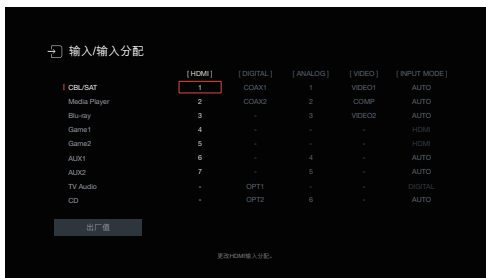 输入/输入分配
[ HDMI ] [ DIGITAL ] [ ANALOG ] [ VIDEO ] [ INPUT MODE ]
CBL/SAT 1 COAX1 1 VIDEO1 AUTO
Media Player 2 COAX2 2 COMP AUTO
Blu-ray 3 - 3 VIDEO2 AUTO
Game1 4 - - - HDMI
Game2 5 - - - HDMI
AUX1 6 - 4 - AUTO
AUX2 7 - 5 - AUTO
TV Audio - OPT1 - - DIGITAL
CD - OPT2 6 - AUTO
出厂值
更改HDMI输入分配。